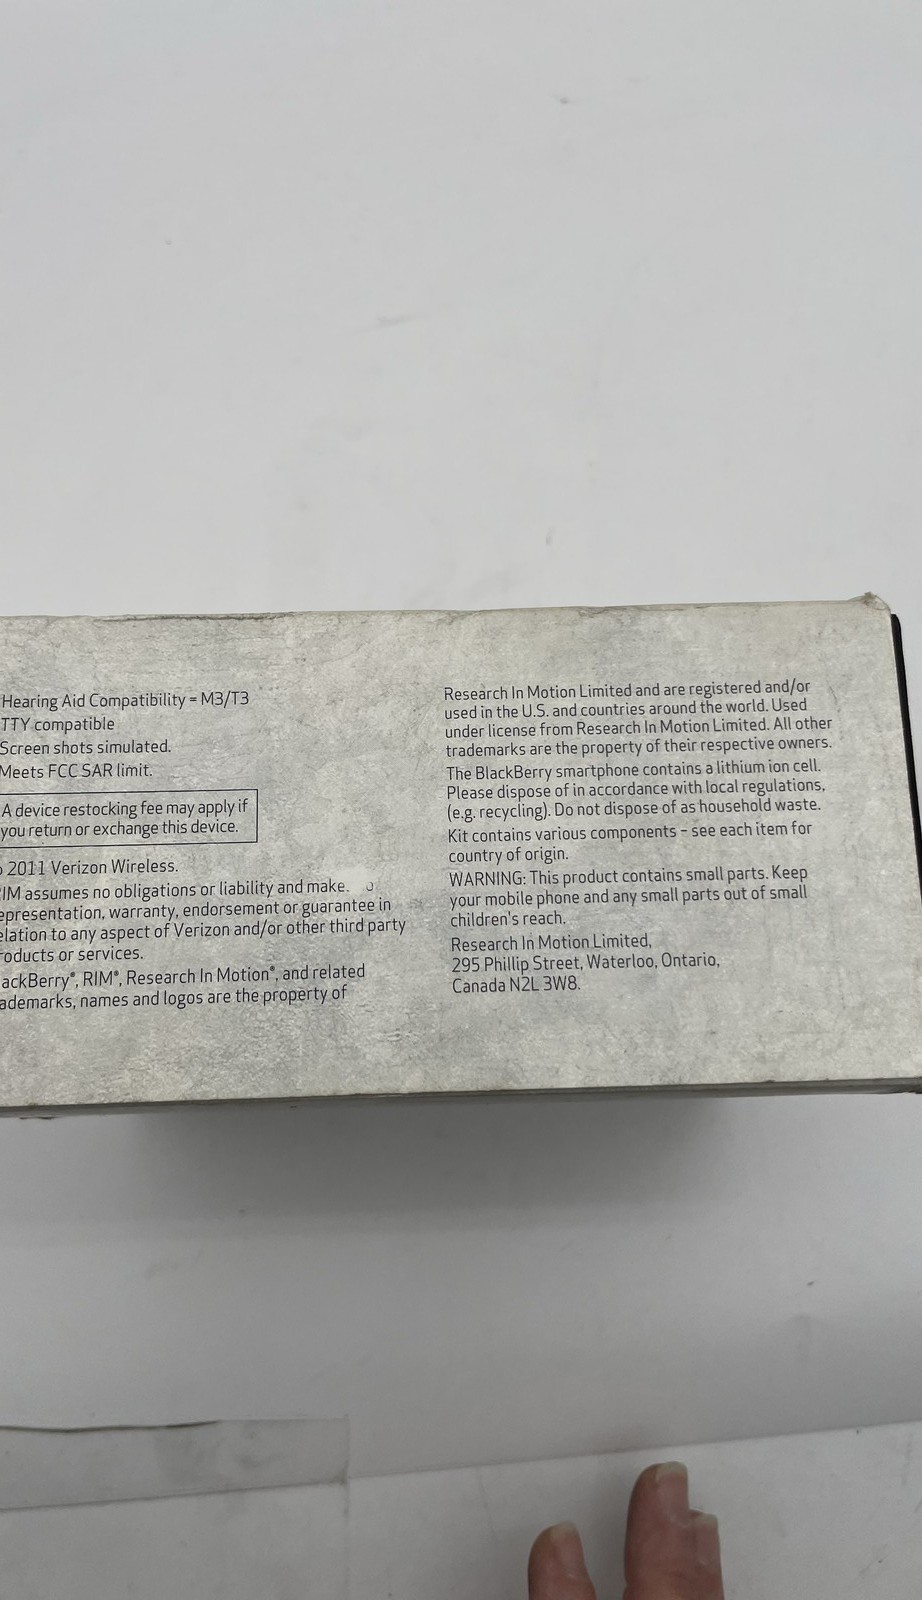 Hearing Aid Compatibility = M3/T3
TTY compatible
Screen shots simulated.
Meets FCC SAR limit.
A device restocking fee may apply if
you return or exchange this device.
2011 Verizon Wireless.
IM assumes no obligations or liability and make
epresentation, warranty, endorsement or guarantee in
elation to any aspect of Verizon and/or other third party
roducts or services.
ackBerry®, RIM®, Research In Motion®, and related
ademarks, names and logos are the property of
Research In Motion Limited and are registered and/or
used in the U.S. and countries around the world. Used
under license from Research In Motion Limited. All other
trademarks are the property of their respective owners.
The BlackBerry smartphone contains a lithium ion cell.
Please dispose of in accordance with local regulations,
(e.g. recycling). Do not dispose of as household waste.
Kit contains various components – see each item for
country of origin.
WARNING: This product contains small parts. Keep
your mobile phone and any small parts out of small
children's reach.
Research In Motion Limited,
295 Phillip Street, Waterloo, Ontario,
Canada N2L 3W8.